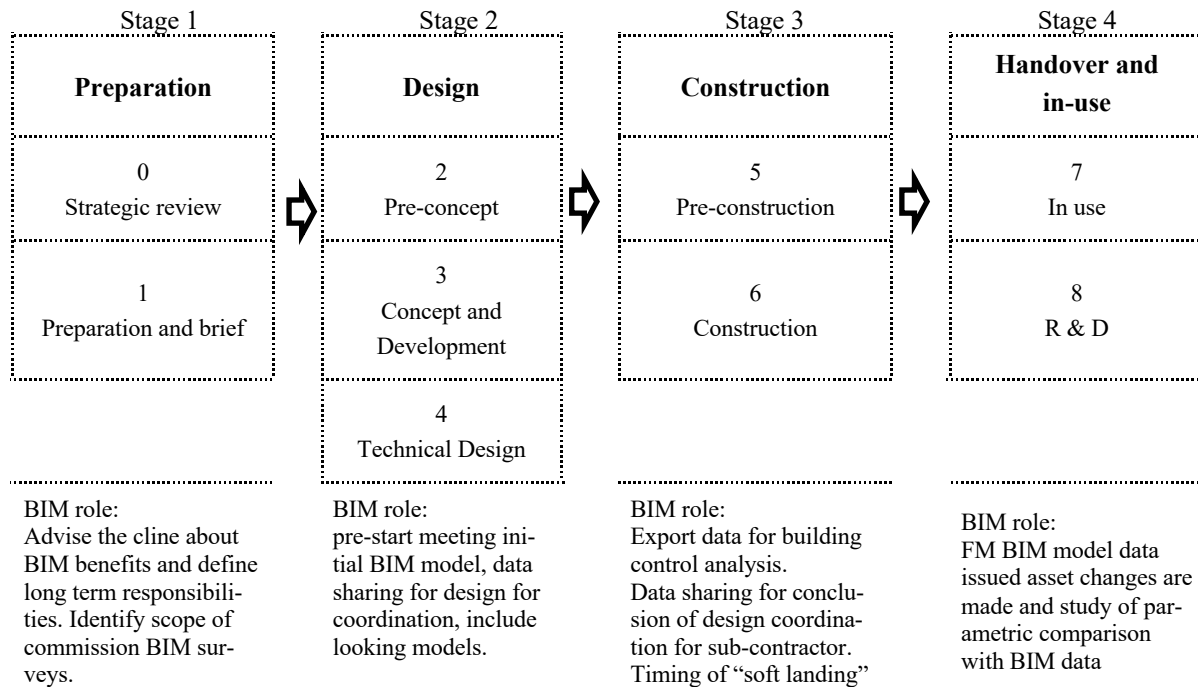 Stage 1
Preparation
0
Strategic review
1
Preparation and brief
BIM role:
Advise the cline about
BIM benefits and define
long term responsibili-
ties. Identify scope of
commission BIM sur-
veys.
Stage 2
Design
2
Pre-concept
3
Concept and
Development
4
Technical Design
BIM role:
pre-start meeting ini-
tial BIM model, data
sharing for design for
coordination, include
looking models.
Stage 3
Construction
5
Pre-construction
6
Construction
BIM role:
Export data for building
control analysis.
Data sharing for conclu-
sion of design coordina-
tion for sub-contractor.
Timing of “soft landing”
Stage 4
Handover and
in-use
7
In use
8
R & D
BIM role:
FM BIM model data
issued asset changes are
made and study of par-
ametric comparison
with BIM data